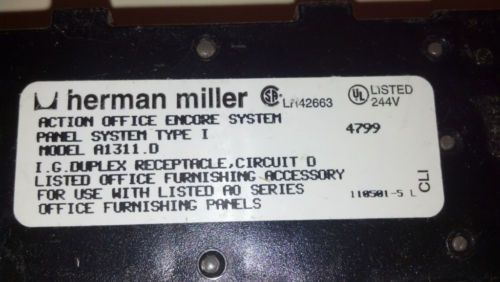 herman miller LR42663 UL LISTED 244V
ACTION OFFICE ENCORE SYSTEM
PANEL SYSTEM TYPE I 4799
MODEL A1311.D
I.G.DUPLEX RECEPTACLE,CIRCUIT D
LISTED OFFICE FURNISHING ACCESSORY
FOR USE WITH LISTED AO SERIES 110501-5 L CLI
OFFICE FURNISHING PANELS